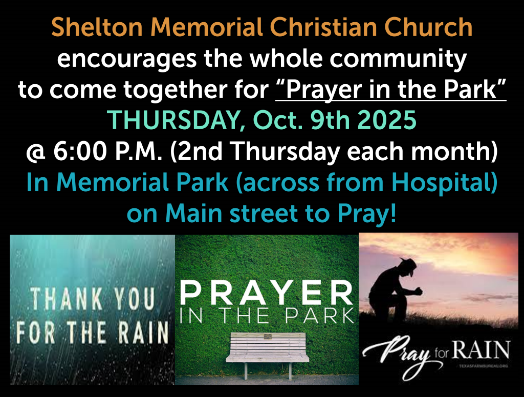 Shelton Memorial Christian Church
encourages the whole community
to come together for “Prayer in the Park”
THURSDAY, Oct. 9th 2025
@ 6:00 P.M. (2nd Thursday each month)
In Memorial Park (across from Hospital)
on Main street to Pray!
THANK YOU
FOR THE RAIN
PRAYER
IN THE PARK
Pray for RAIN